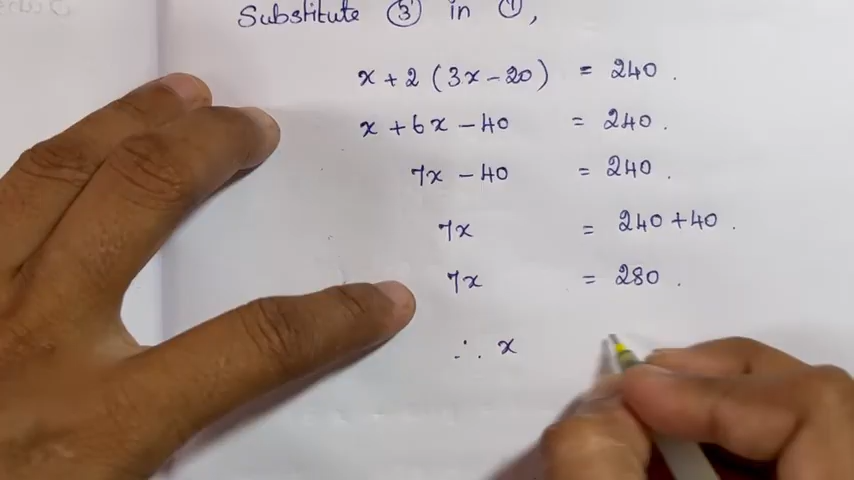 Substitute ③ in ①,
x + 2 (3x - 20) = 240 .
x + 6x - 40 = 240 .
7x - 40 = 240 .
7x = 240 + 40 .
7x = 280 .
∴ x